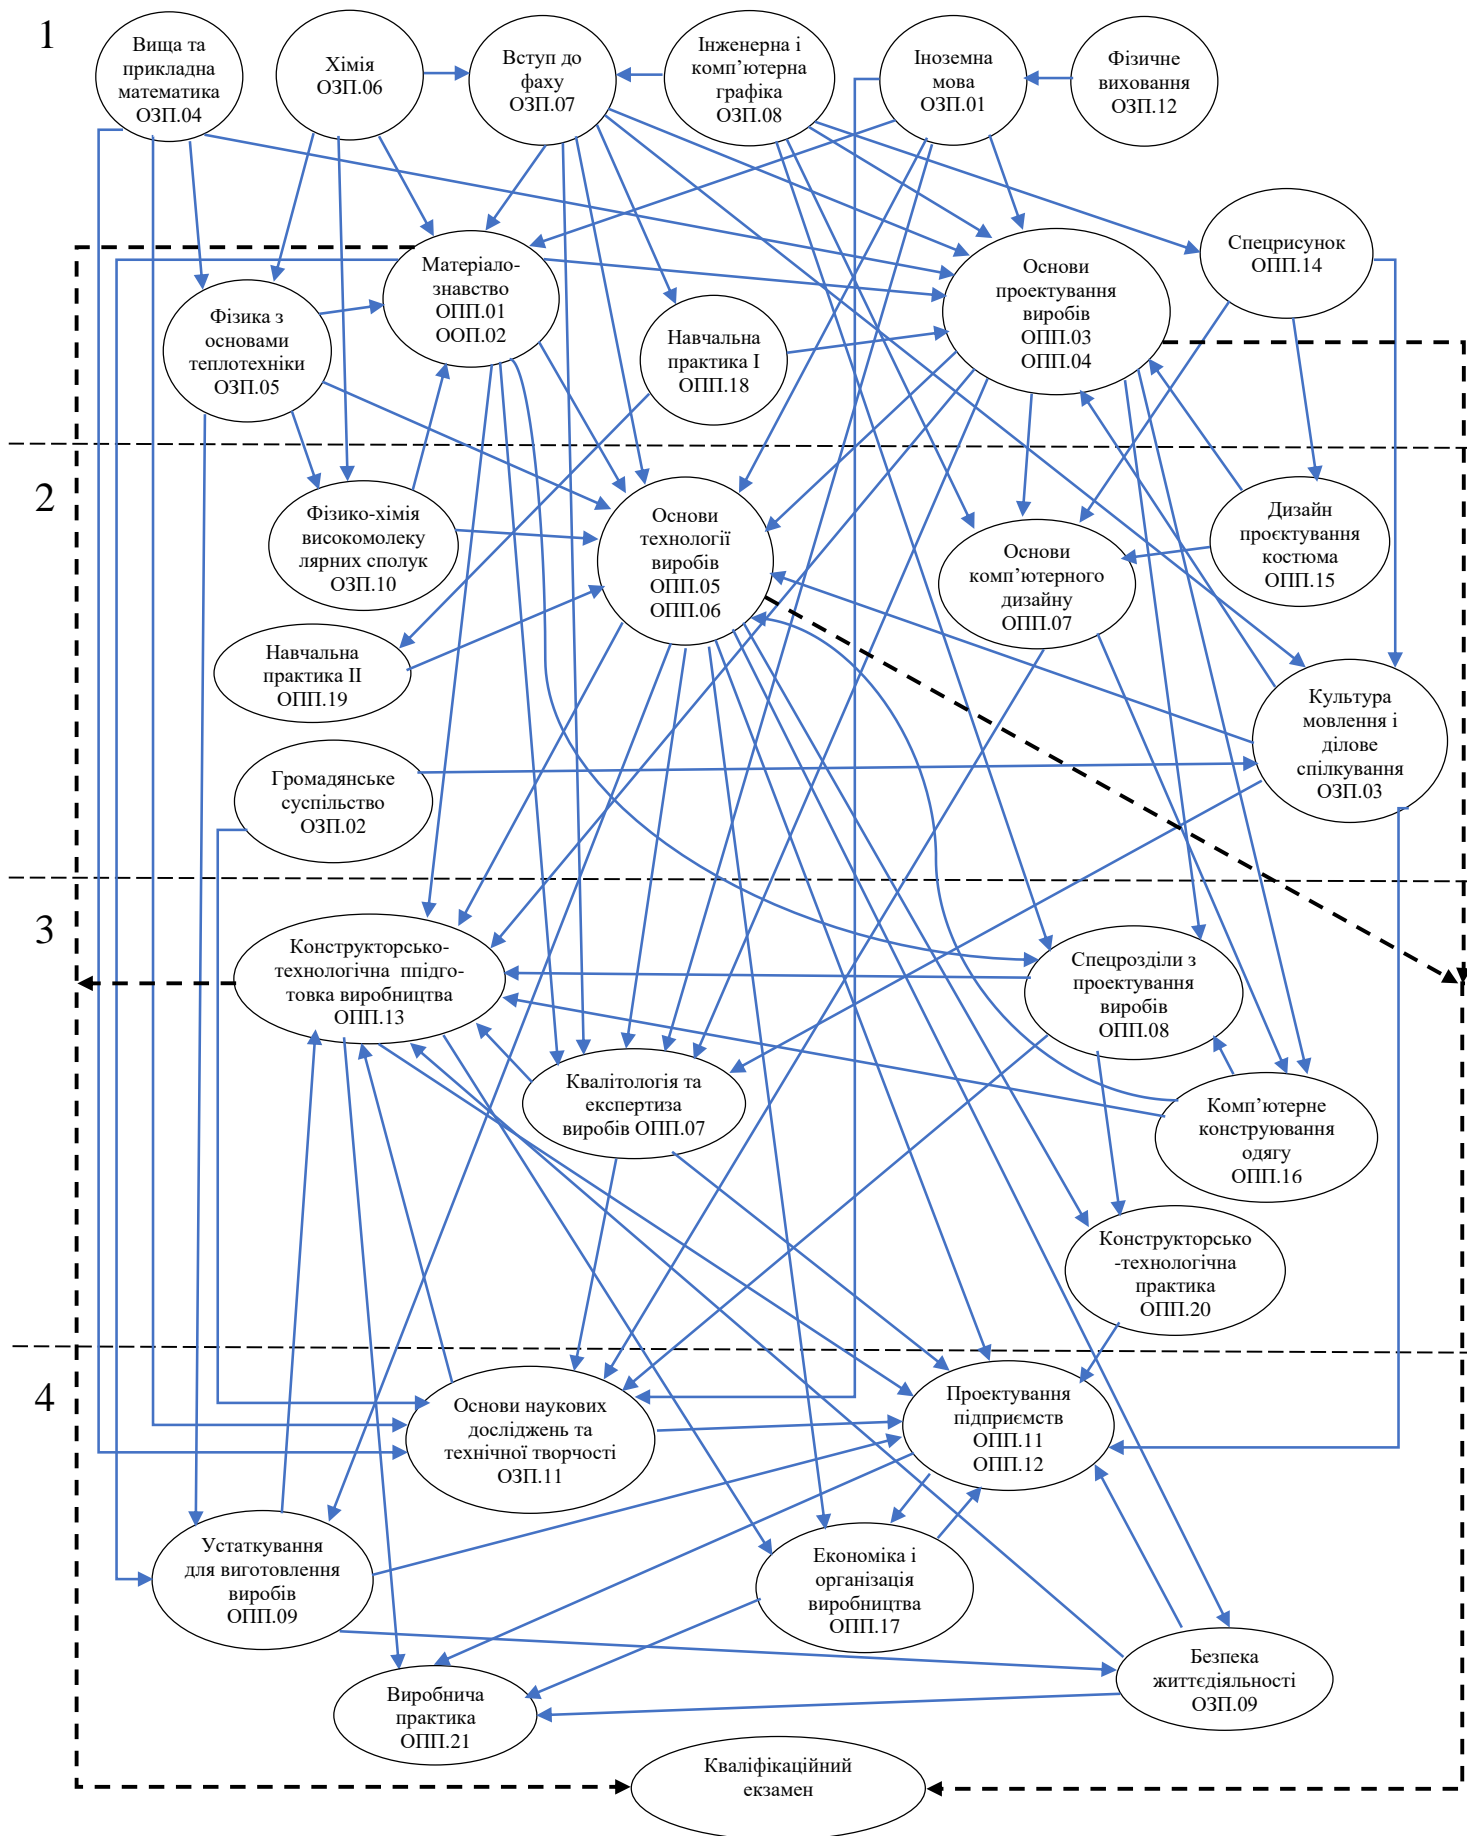 1
Вища та
прикладна
математика
ОЗП.04
Хімія
ОЗП.06
Вступ до
фаху
ОЗП.07
Інженерна і
комп’ютерна
графіка
ОЗП.08
Іноземна
мова
ОЗП.01
Фізичне
виховання
ОЗП.12
Матеріало-
знавство
ОПП.01
ООП.02
Основи
проектування
виробів
ОПП.03
ОПП.04
Спецрисунок
ОПП.14
Фізика з
основами
теплотехніки
ОЗП.05
Навчальна
практика І
ОПП.18
2
Фізико-хімія
високомолеку
лярних сполук
ОЗП.10
Основи
технології
виробів
ОПП.05
ОПП.06
Основи
комп’ютерного
дизайну
ОПП.07
Дизайн
проєктування
костюма
ОПП.15
Навчальна
практика ІІ
ОПП.19
Культура
мовлення і
ділове
спілкування
ОЗП.03
Громадянське
суспільство
ОЗП.02
3
Конструкторсько-
технологічна ппідго-
товка виробництва
ОПП.13
Спецрозділи з
проектування
виробів
ОПП.08
Квалітологія та
експертиза
виробів ОПП.07
Комп’ютерне
конструювання
одягу
ОПП.16
Конструкторсько
-технологічна
практика
ОПП.20
4
Основи наукових
досліджень та
технічної творчості
ОЗП.11
Проектування
підприємств
ОПП.11
ОПП.12
Устаткування
для виготовлення
виробів
ОПП.09
Економіка і
організація
виробництва
ОПП.17
Безпека
життєдіяльності
ОЗП.09
Виробнича
практика
ОПП.21
Кваліфікаційний
екзамен